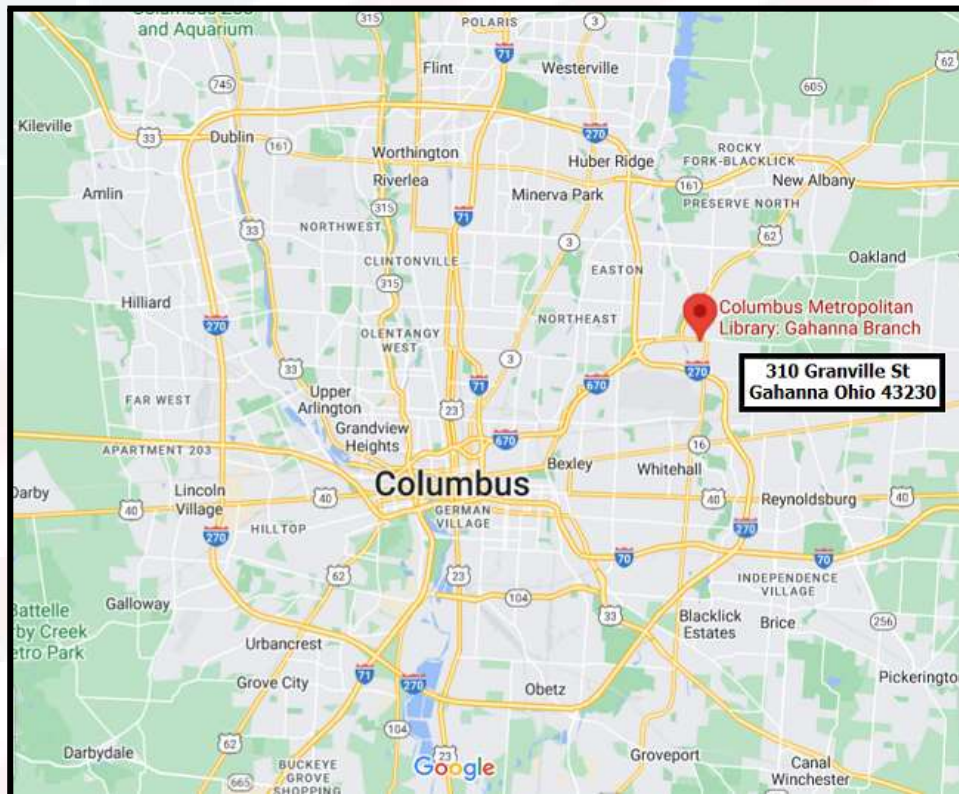 Columbus Zoo
and Aquarium
315
POLARIS
3
71
62
Flint
Westerville
745
605
Kileville
33
Dublin
161
270
Worthington
Huber Ridge
ROCKY
FORK-BLACKLICK
Riverlea
161
New Albany
Amlin
Minerva Park
PRESERVE NORTH
315
71
33
NORTHWEST
3
62
CLINTONVILLE
EASTON
Oakland
315
Hilliard
270
OLENTANGY
WEST
NORTHEAST
Columbus Metropolitan
Library: Gahanna Branch
33
3
310 Granville St
Gahanna Ohio 43230
71
670
270
FAR WEST
Upper
Arlington
23
Grandview
Heights
670
16
APARTMENT 203
Bexley
Whitehall
Darby
Lincoln
Village
40
Columbus
40
Reynoldsburg
40
40
GERMAN
VILLAGE
270
HILLTOP
270
70
70
62
23
INDEPENDENCE
VILLAGE
104
Galloway
33
Blacklick
Estates
Brice
256
Battelle
rby Creek
etro Park
Urbancrest
71
270
Grove City
Obetz
Pickerington
104
62
23
Darbydale
Groveport
BUCKEYE
GROVE
SHOPPING
Google
Canal
Winchester
665